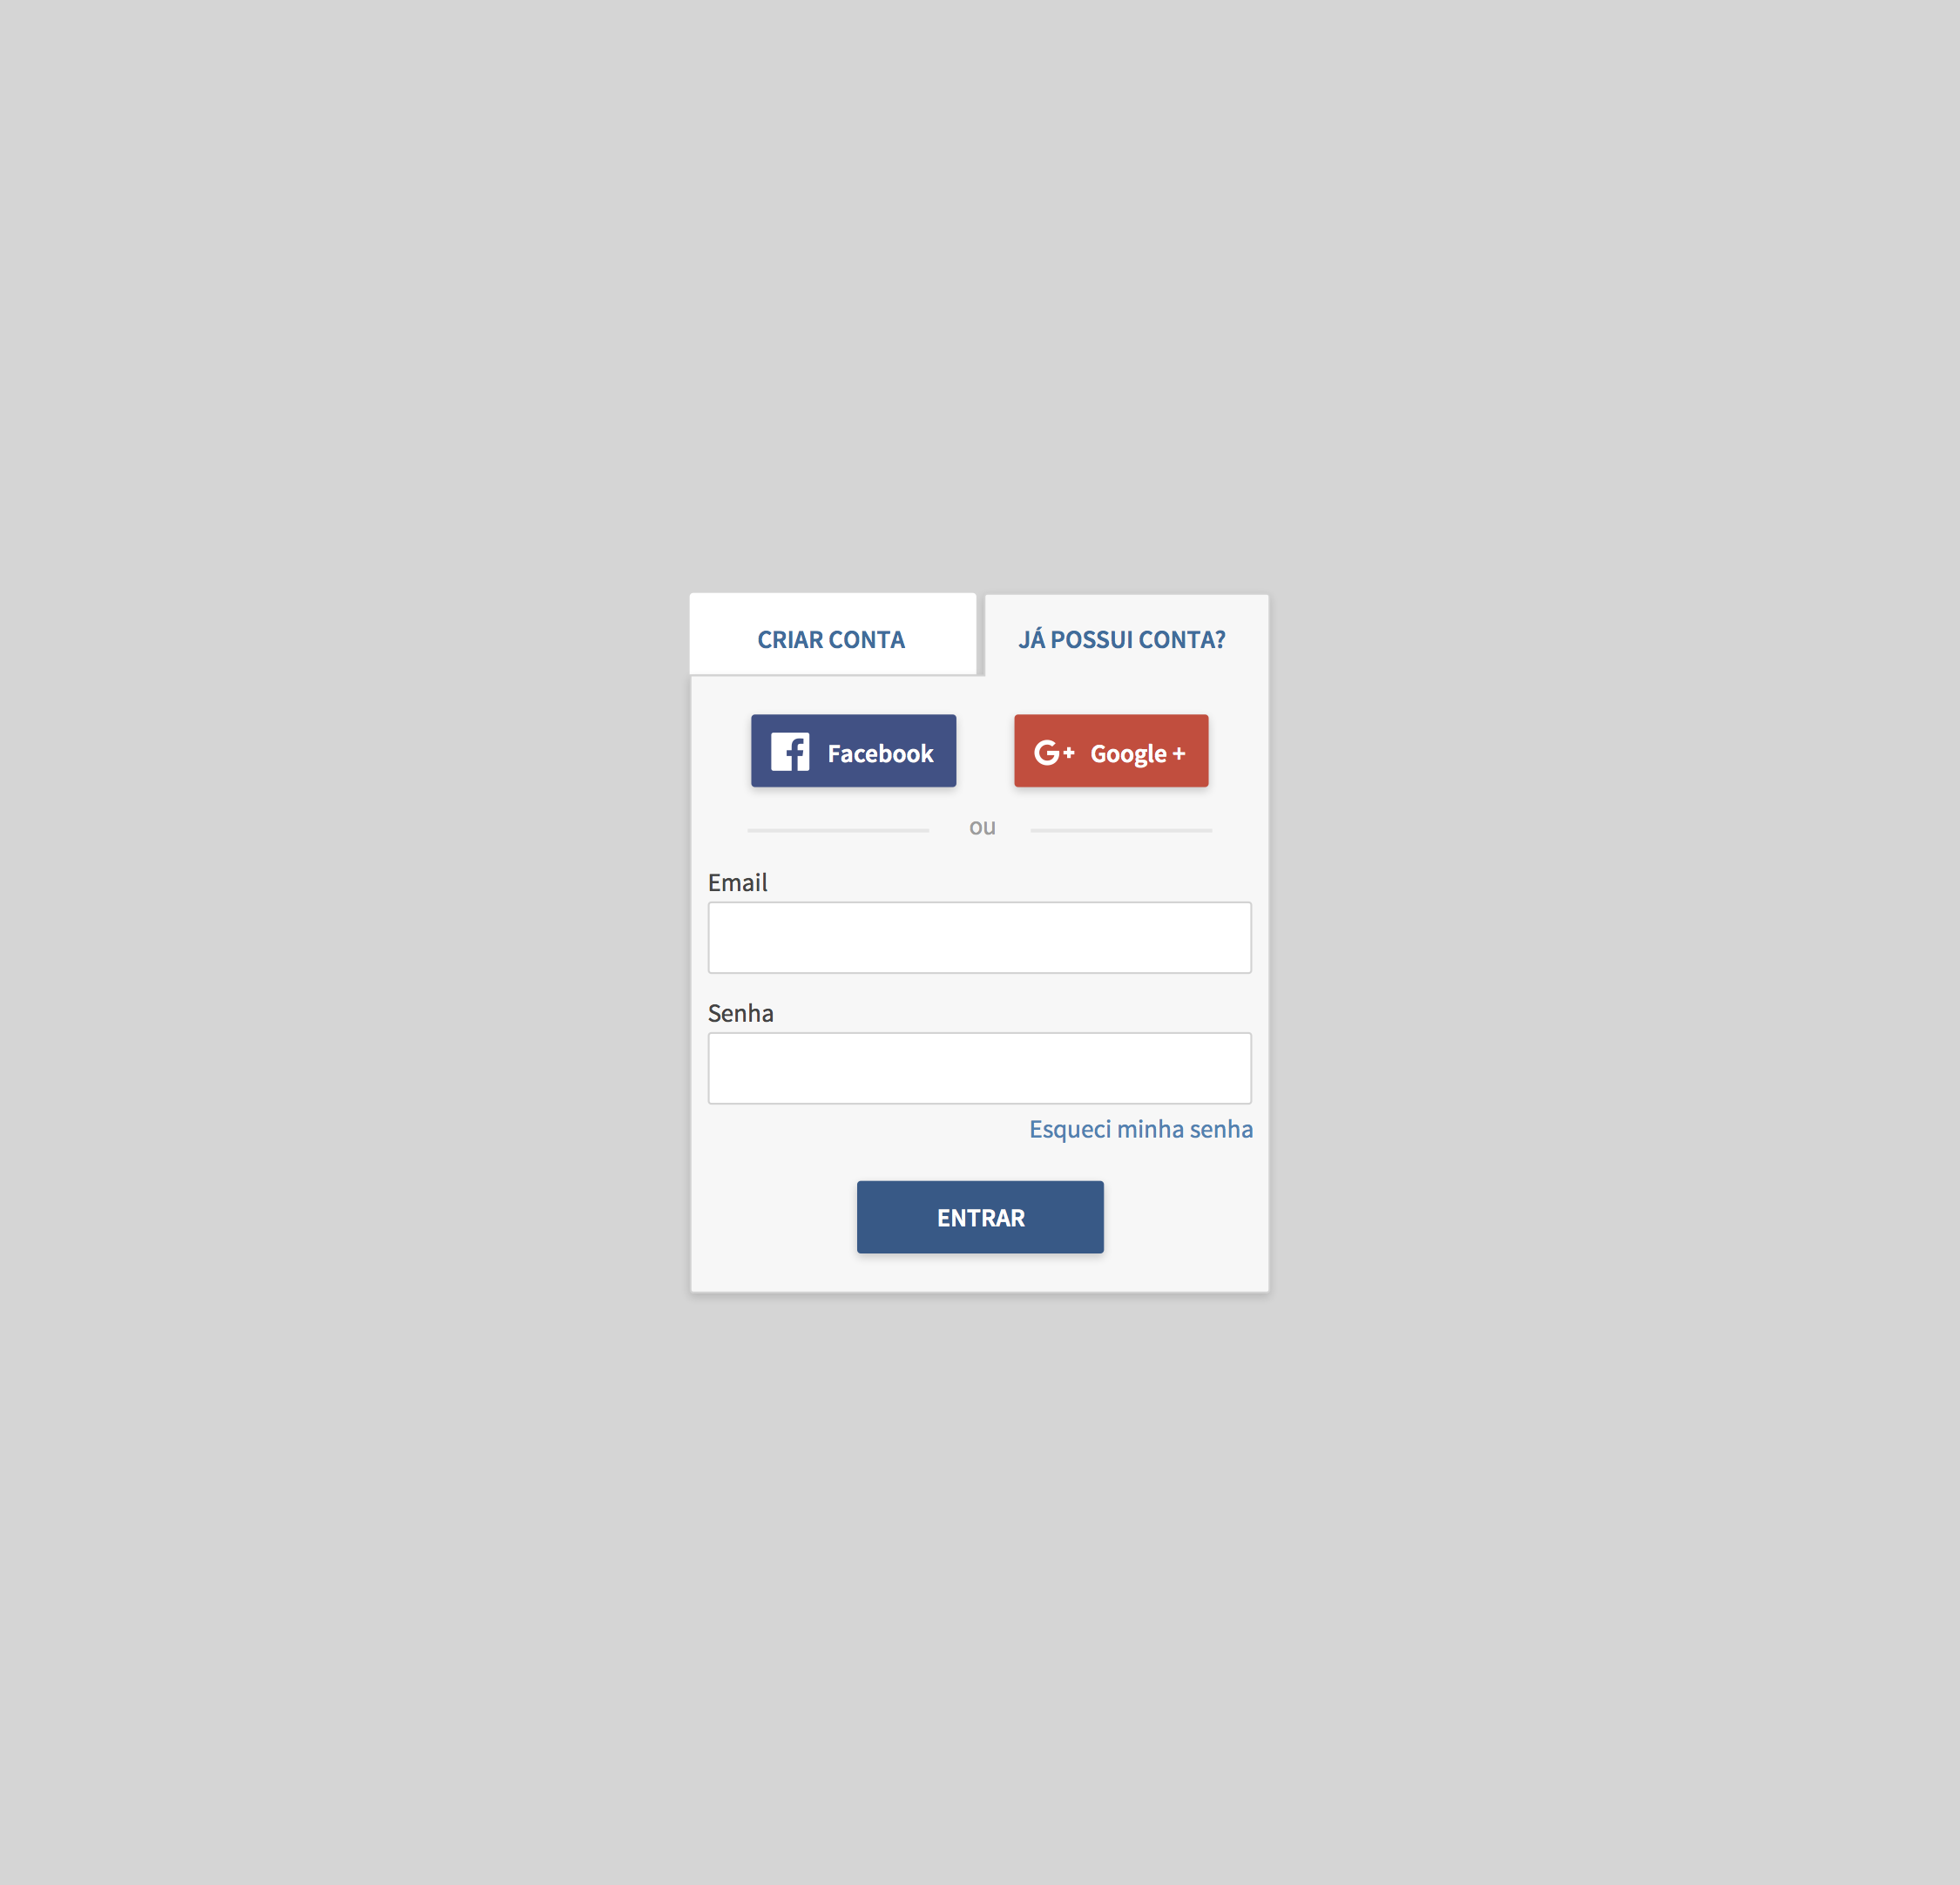 CRIAR CONTA
JÁ POSSUI CONTA?
Facebook
G+ Google +
ou
Email
Senha
Esqueci minha senha
ENTRAR